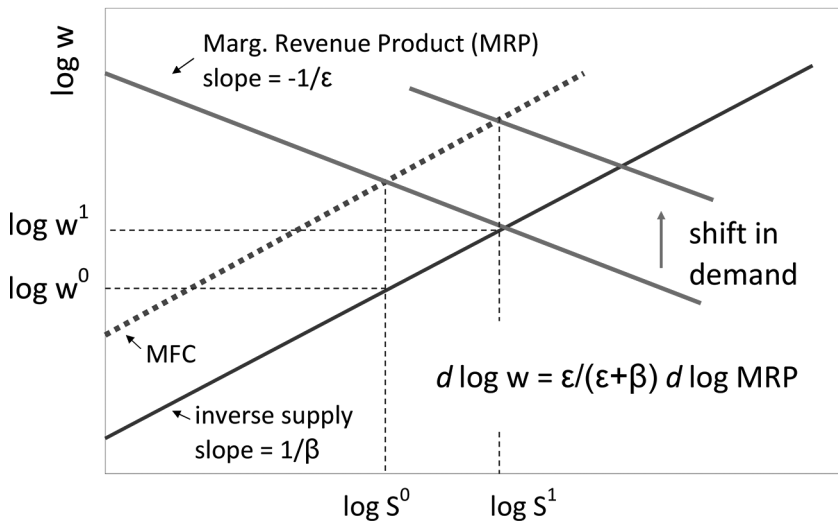 log w
Marg. Revenue Product (MRP)
slope = -1/ε
log w¹
log w⁰
shift in
demand
MFC
d log w = ε/(ε+β) d log MRP
inverse supply
slope = 1/β
log S⁰
log S¹